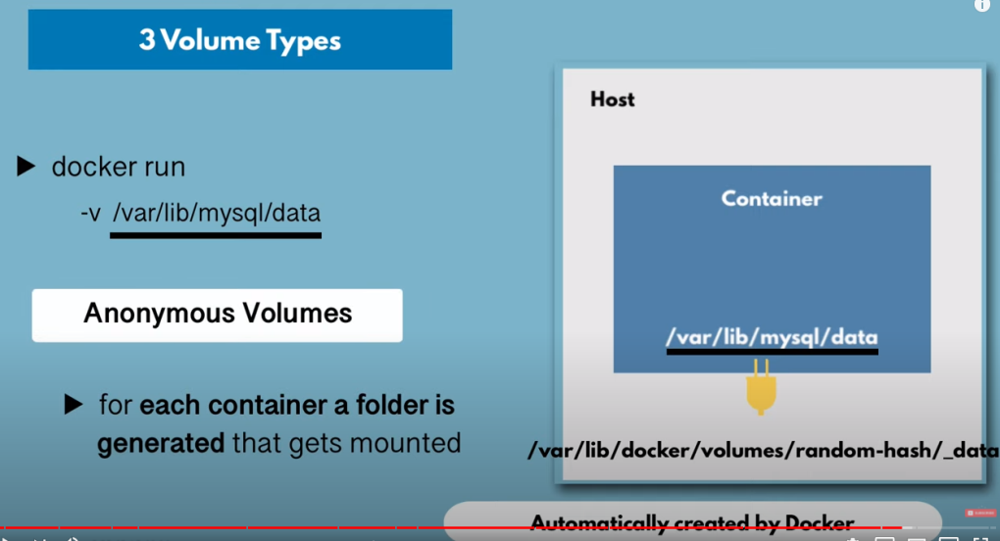 3 Volume Types
Host
docker run
-v /var/lib/mysql/data
Container
Anonymous Volumes
/var/lib/mysql/data
for each container a folder is
generated that gets mounted
/var/lib/docker/volumes/random-hash/_data
Automatically created by Docker